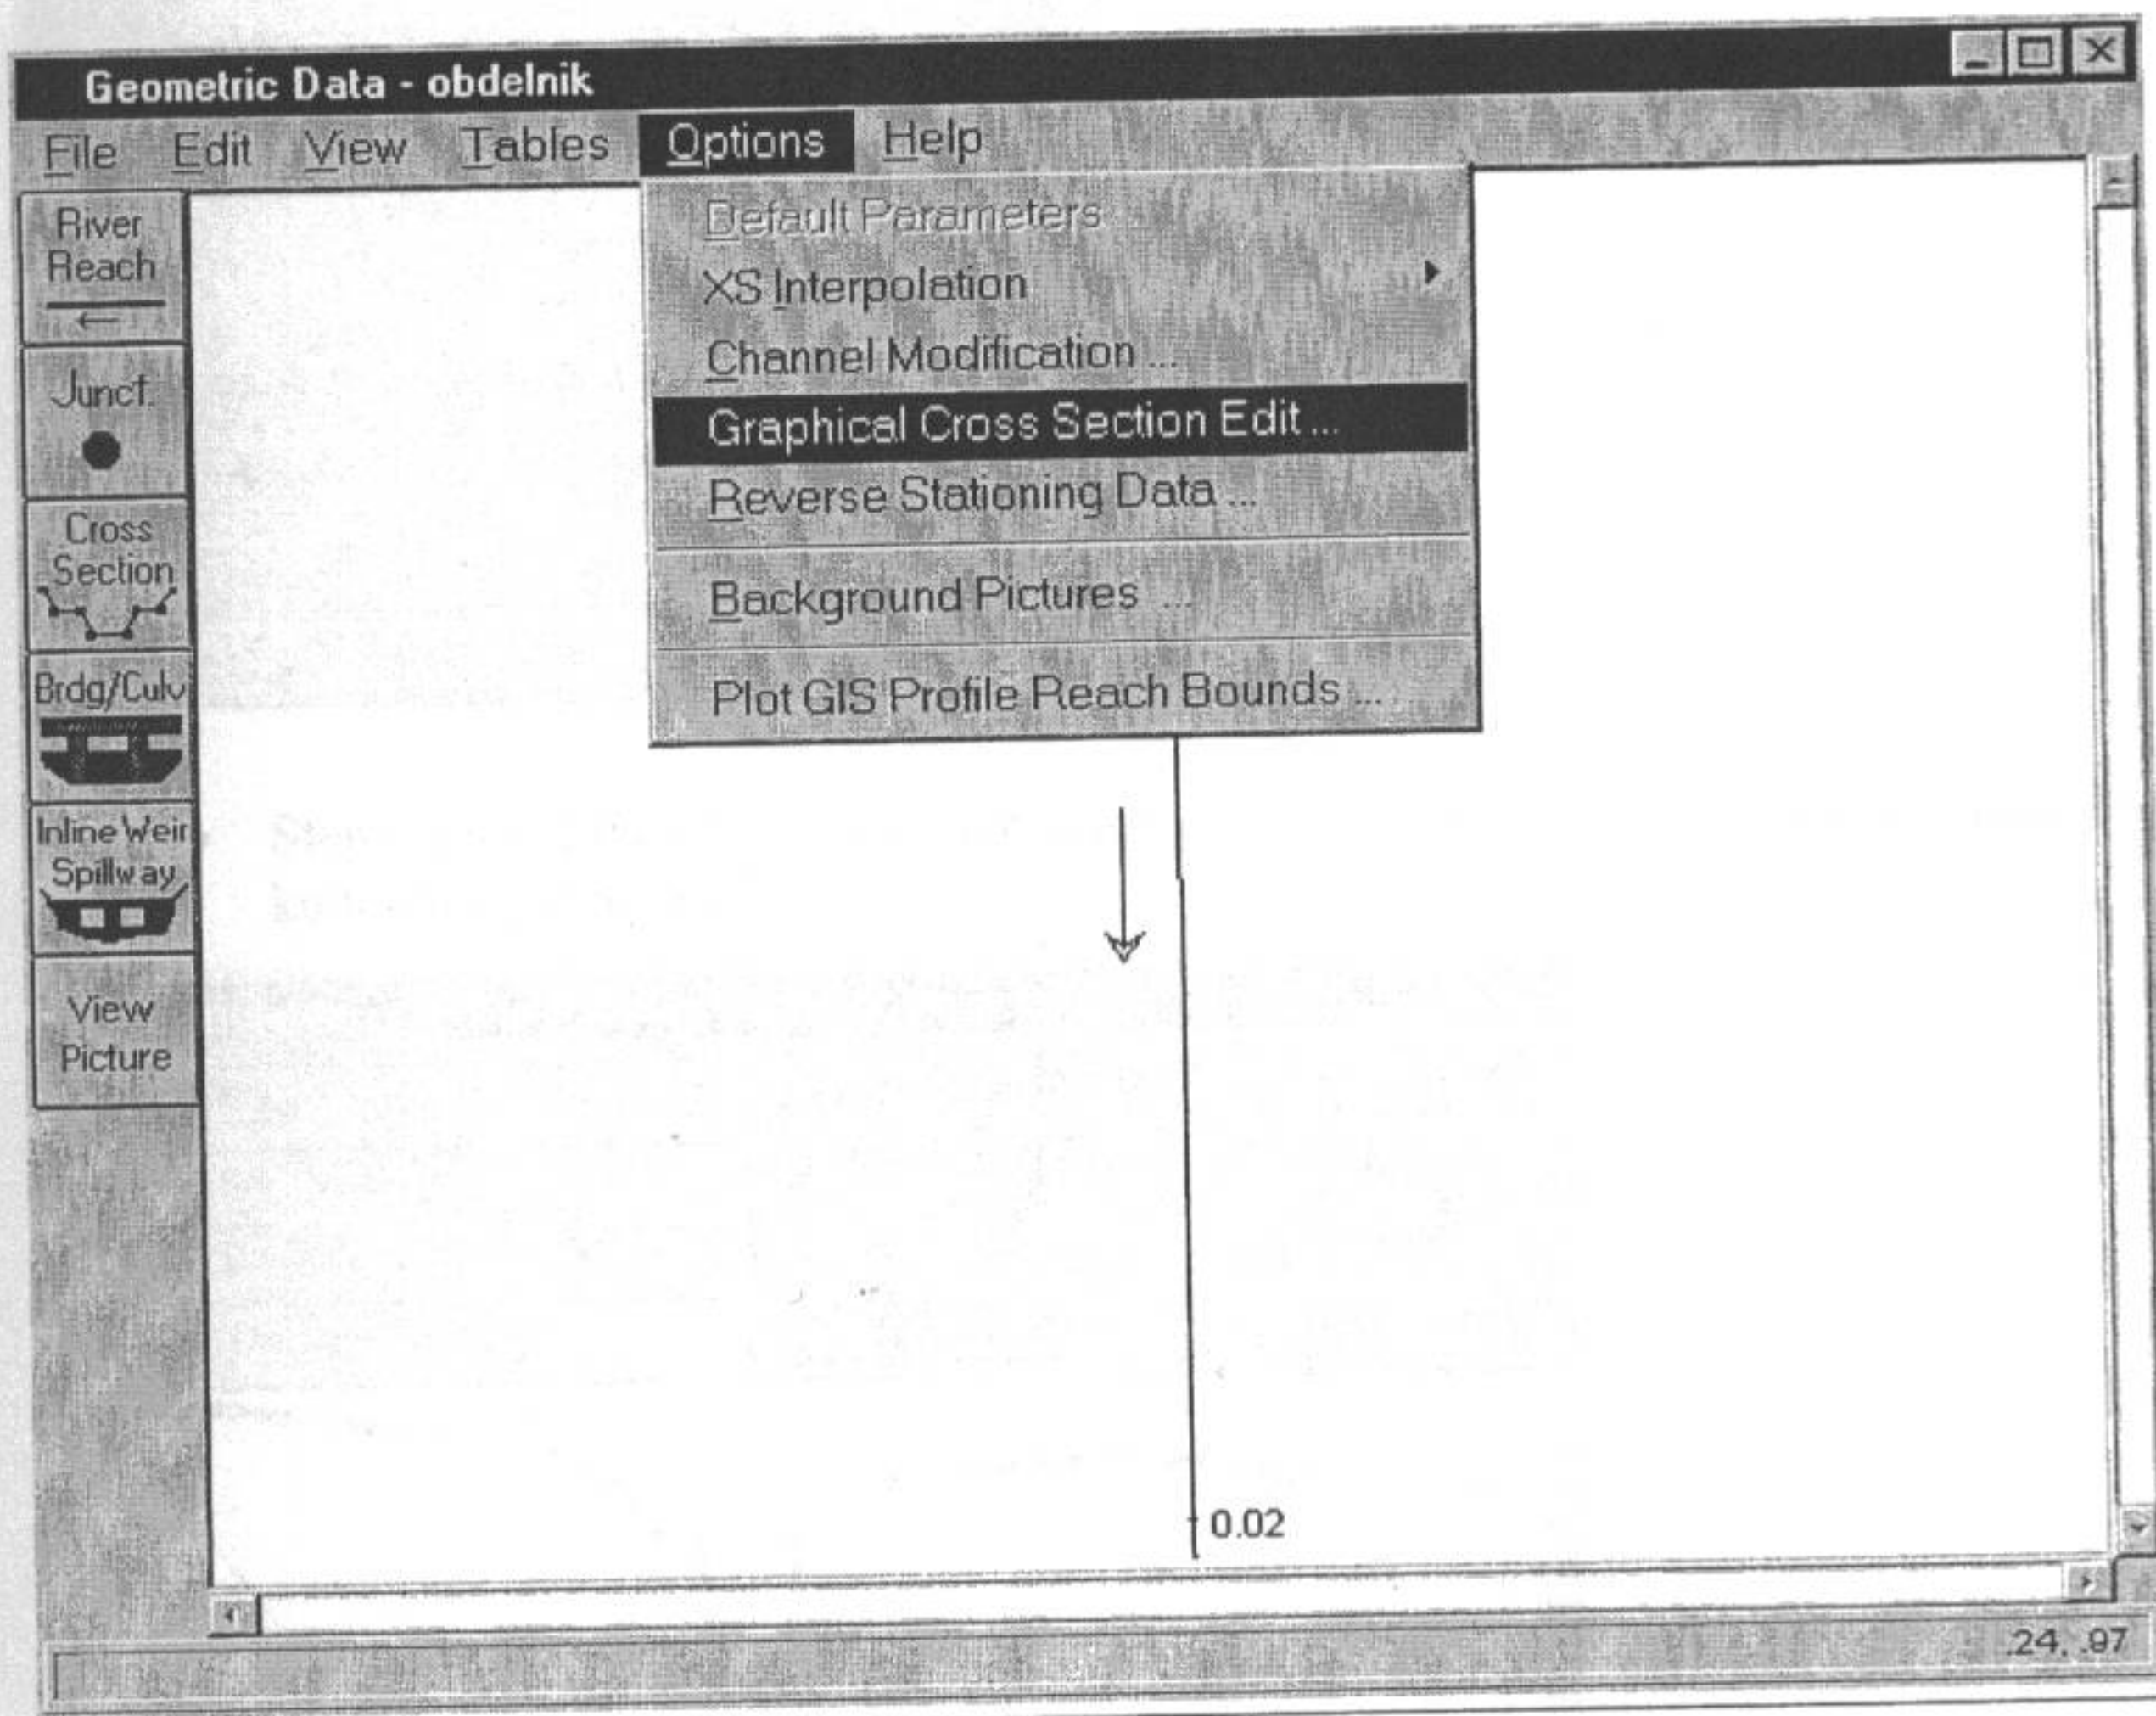 Geometric Data - obdelnik
File Edit View Tables Options Help
Default Parameters
XS Interpolation
Channel Modification ...
Graphical Cross Section Edit ...
Reverse Stationing Data ...
Background Pictures ...
Plot GIS Profile Reach Bounds ...
River
Reach
Junct.
Cross
Section
Brdg/Culv
Inline Weir
Spillway
View
Picture
0.02
.24, .97